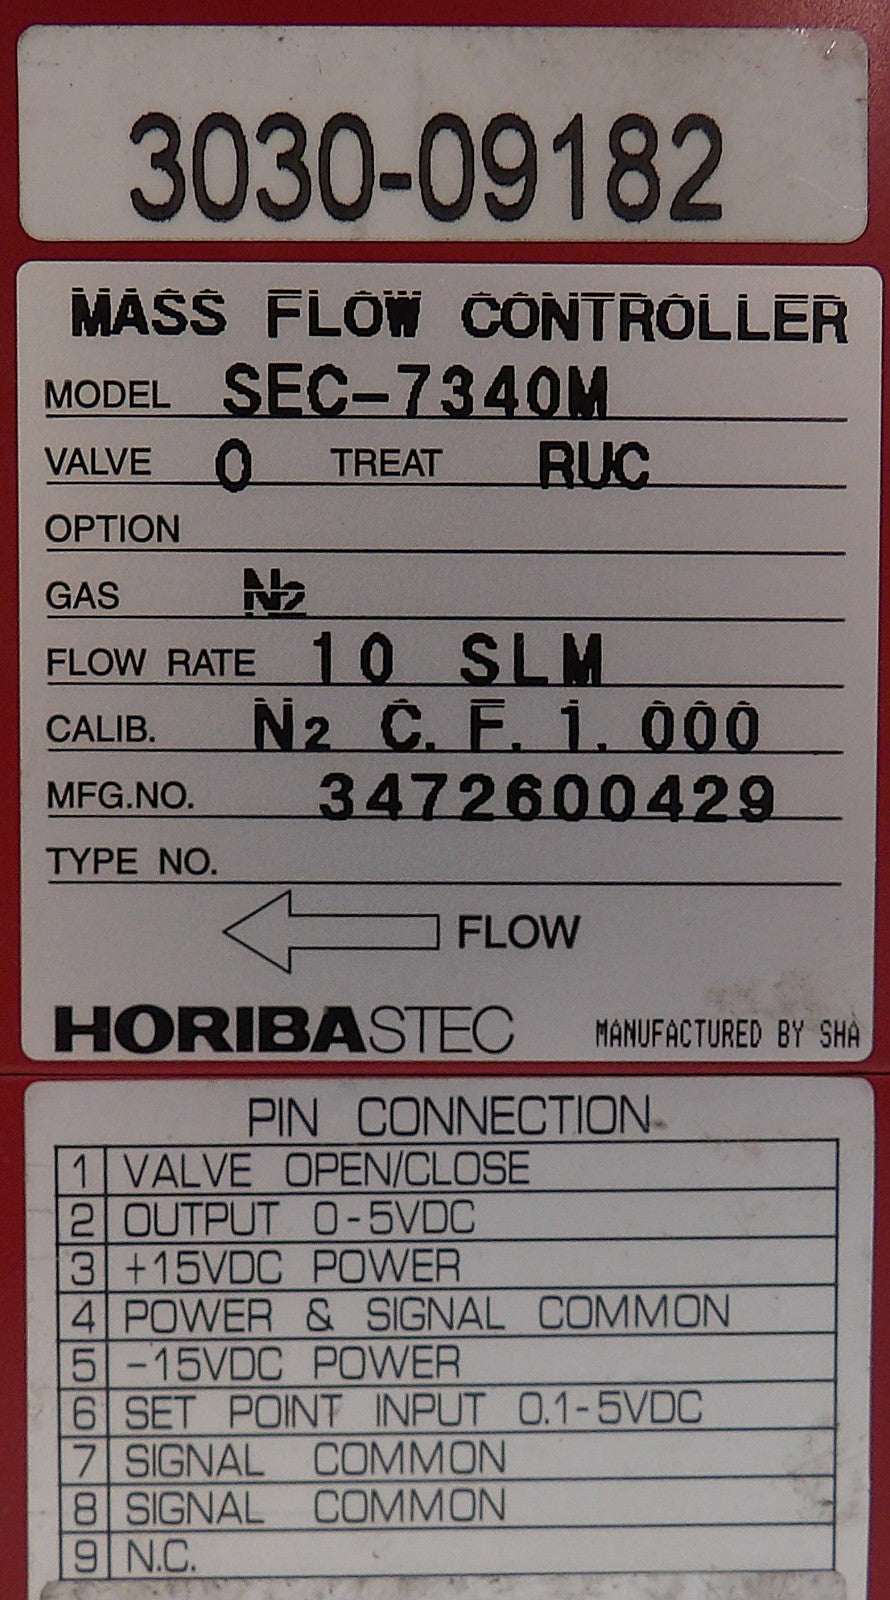 3030-09182
MASS FLOW CONTROLLER
MODEL SEC-7340M
VALVE O TREAT RUC
OPTION
GAS N2
FLOW RATE 10 SLM
CALIB. N2 C.F.1.000
MFG.NO. 3472600429
TYPE NO.
FLOW
HORIBASTEC MANUFACTURED BY SHA
PIN CONNECTION
1 VALVE OPEN/CLOSE
2 OUTPUT 0-5VDC
3 +15VDC POWER
4 POWER & SIGNAL COMMON
5 -15VDC POWER
6 SET POINT INPUT 0.1-5VDC
7 SIGNAL COMMON
8 SIGNAL COMMON
9 N.C.